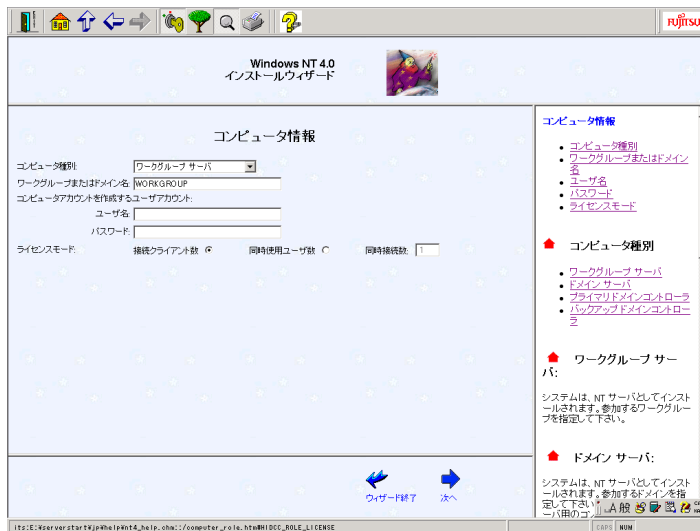 FUJITSU
Windows NT 4.0
インストールウィザード
コンピュータ情報
コンピュータ種別:
ワークグループ サーバ
ワークグループまたはドメイン名:
WORKGROUP
コンピュータアカウントを作成するユーザアカウント:
ユーザ名:
パスワード:
ライセンスモード:
接続クライアント数
同時使用ユーザ数
同時接続数:
1
ウィザード終了
次へ
コンピュータ情報
コンピュータ種別
ワークグループまたはドメイン
名
ユーザ名
パスワード
ライセンスモード
コンピュータ種別
ワークグループ サーバ
ドメイン サーバ
プライマリドメインコントローラ
バックアップドメインコントロー
ラ
ワークグループ サー
バ:
システムは、NT サーバとしてインスト
ールされます。参加するワークグルー
プを指定して下さい。
ドメイン サーバ:
システムは、NT サーバとしてインスト
ールされます。参加するドメインを指
定して下さい
ーバ用のコン
A 般
its:E:¥serverstart¥jp¥help¥nt4_help.chm::/computer_role.htm#HIDCC_ROLE_LICENSE
CAPS
NUM